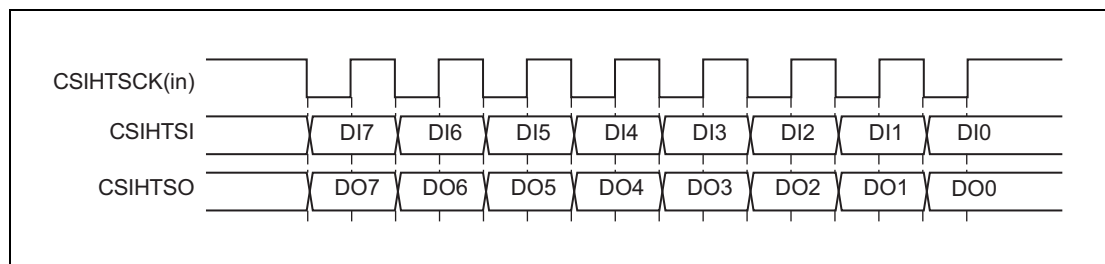 CSIHTSCK(in)
CSIHTSI DI7 DI6 DI5 DI4 DI3 DI2 DI1 DI0
CSIHTSO DO7 DO6 DO5 DO4 DO3 DO2 DO1 DO0